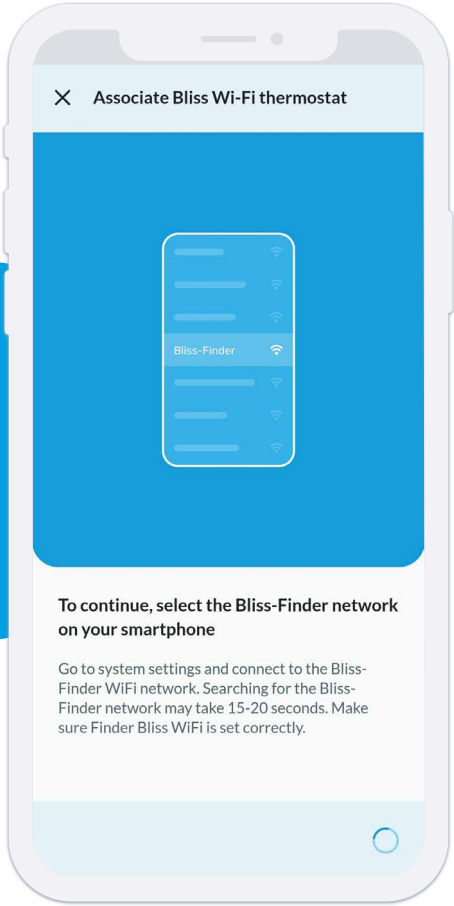 Associate Bliss Wi-Fi thermostat
Bliss-Finder
To continue, select the Bliss-Finder network
on your smartphone
Go to system settings and connect to the Bliss-
Finder WiFi network. Searching for the Bliss-
Finder network may take 15-20 seconds. Make
sure Finder Bliss WiFi is set correctly.